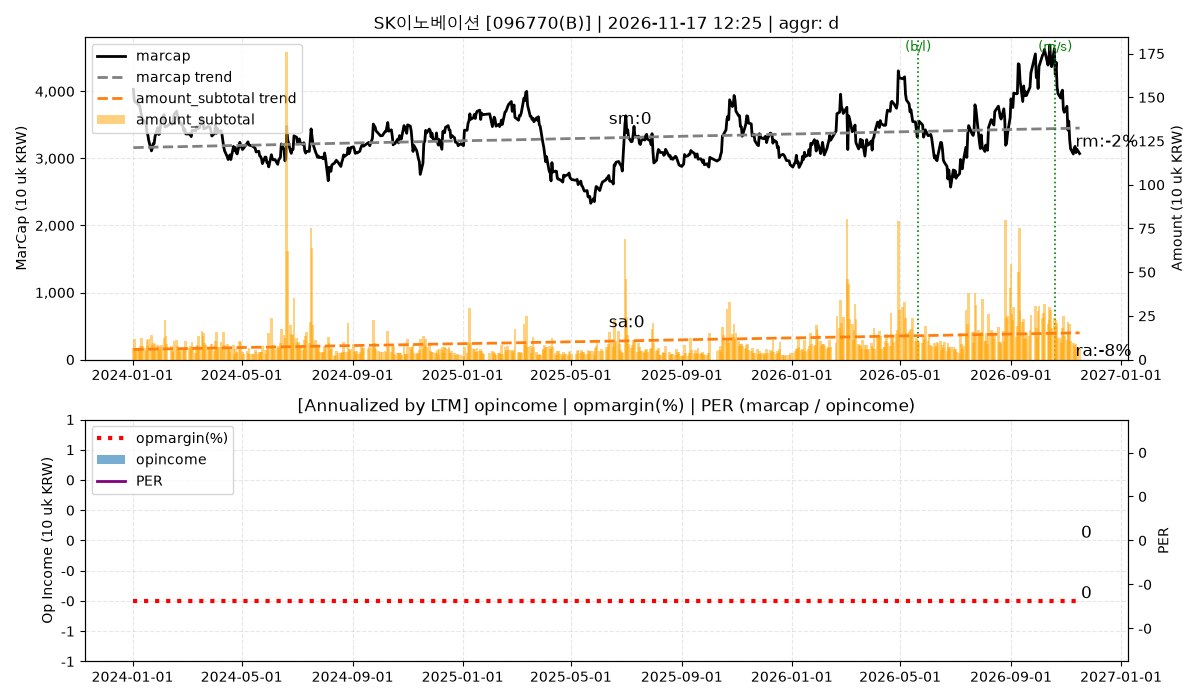 SK이노베이션 [096770(B)] | 2026-11-17 12:25 | aggr: d
marcap
marcap trend
amount_subtotal trend
amount_subtotal
(b/l)
(m/s)
sm:0
rm:-2%
sa:0
ra:-8%
MarCap (10 uk KRW)
4,000
3,000
2,000
1,000
0
Amount (10 uk KRW)
175
150
125
100
75
50
25
0
2024-01-01 2024-05-01 2024-09-01 2025-01-01 2025-05-01 2025-09-01 2026-01-01 2026-05-01 2026-09-01 2027-01-01
[Annualized by LTM] opincome | opmargin(%) | PER (marcap / opincome)
opmargin(%)
opincome
PER
Op Income (10 uk KRW)
1
1
0
0
0
-0
-0
-1
-1
0
0
PER
0
0
0
-0
-0
2024-01-01 2024-05-01 2024-09-01 2025-01-01 2025-05-01 2025-09-01 2026-01-01 2026-05-01 2026-09-01 2027-01-01